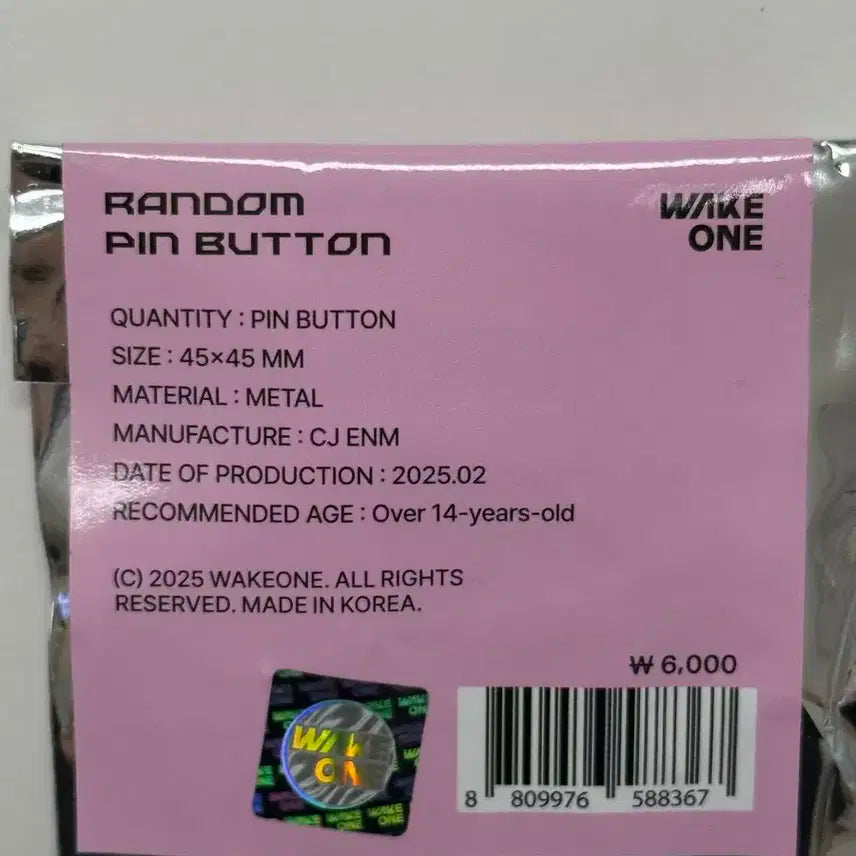 RANDOM
PIN BUTTON
WAKE
ONE
QUANTITY : PIN BUTTON
SIZE : 45×45 MM
MATERIAL : METAL
MANUFACTURE : CJ ENM
DATE OF PRODUCTION : 2025.02
RECOMMENDED AGE : Over 14-years-old
(C) 2025 WAKEONE. ALL RIGHTS
RESERVED. MADE IN KOREA.
₩ 6,000
WAKE
ONE
8 809976 588367